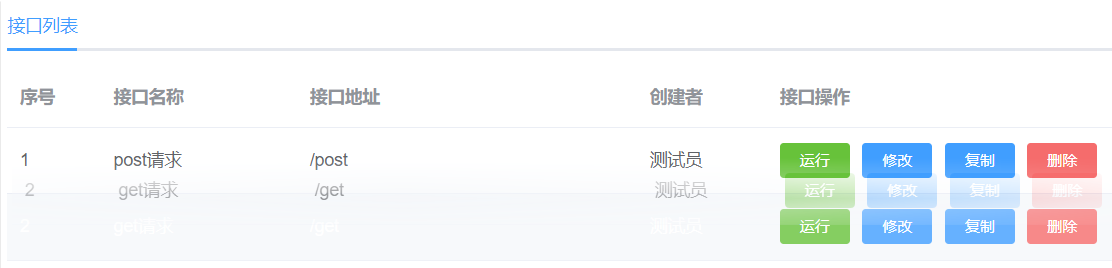 接口列表
序号 接口名称 接口地址 创建者 接口操作
1 post请求 /post 测试员 运行 修改 复制 删除
2 get请求 /get 测试员 运行 修改 复制 删除
2 get请求 /get 测试员 运行 修改 复制 删除